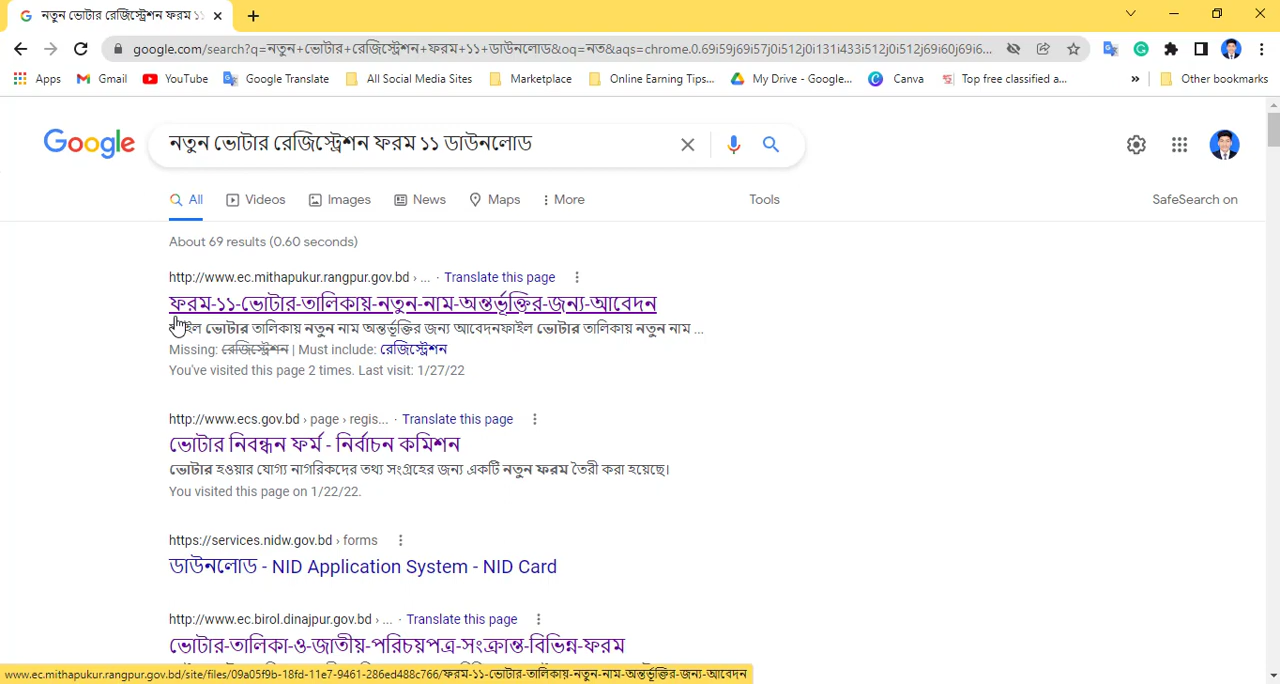 নতুন ভোটার রেজিস্ট্রেশন ফরম ১১
google.com/search?q=নতুন+ভোটার+রেজিস্ট্রেশন+ফরম+১১+ডাউনলোড&oq=নত&aqs=chrome.0.69i59j69i57j0i512j0i131i433i512j0i512j69i60j69i6...
Apps Gmail YouTube Google Translate All Social Media Sites Marketplace Online Earning Tips... My Drive - Google... Canva Top free classified a... » Other bookmarks
Google নতুন ভোটার রেজিস্ট্রেশন ফরম ১১ ডাউনলোড
All Videos Images News Maps More Tools SafeSearch on
About 69 results (0.60 seconds)
http://www.ec.mithapukur.rangpur.gov.bd › ... · Translate this page
ফরম-১১-ভোটার-তালিকায়-নতুন-নাম-অন্তর্ভূক্তির-জন্য-আবেদন
ভোটার তালিকায় নতুন নাম অন্তর্ভূক্তির জন্য আবেদনফাইল ভোটার তালিকায় নতুন নাম ...
Missing: রেজিস্ট্রেশন | Must include: রেজিস্ট্রেশন
You've visited this page 2 times. Last visit: 1/27/22
http://www.ecs.gov.bd › page › regis... · Translate this page
ভোটার নিবন্ধন ফর্ম - নির্বাচন কমিশন
ভোটার হওয়ার যোগ্য নাগরিকদের তথ্য সংগ্রহের জন্য একটি নতুন ফরম তৈরী করা হয়েছে।
You visited this page on 1/22/22.
https://services.nidw.gov.bd › forms
ডাউনলোড - NID Application System - NID Card
http://www.ec.birol.dinajpur.gov.bd › ... · Translate this page
ভোটার-তালিকা-ও-জাতীয়-পরিচয়পত্র-সংক্রান্ত-বিভিন্ন-ফরম
www.ec.mithapukur.rangpur.gov.bd/site/files/09a05f9b-18fd-11e7-9461-286ed488c766/ফরম-১১-ভোটার-তালিকায়-নতুন-নাম-অন্তর্ভূক্তির-জন্য-আবেদন